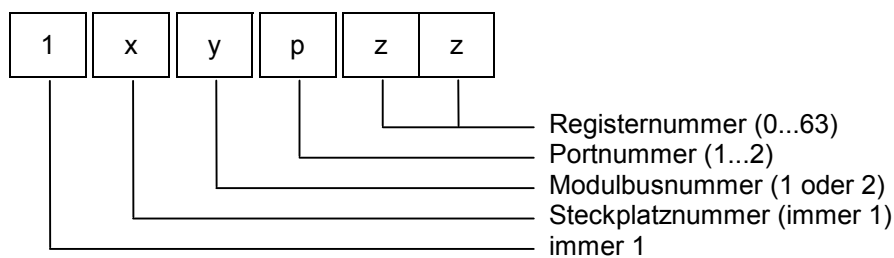 1 x y p z z
Registernummer (0...63)
Portnummer (1...2)
Modulbusnummer (1 oder 2)
Steckplatznummer (immer 1)
immer 1